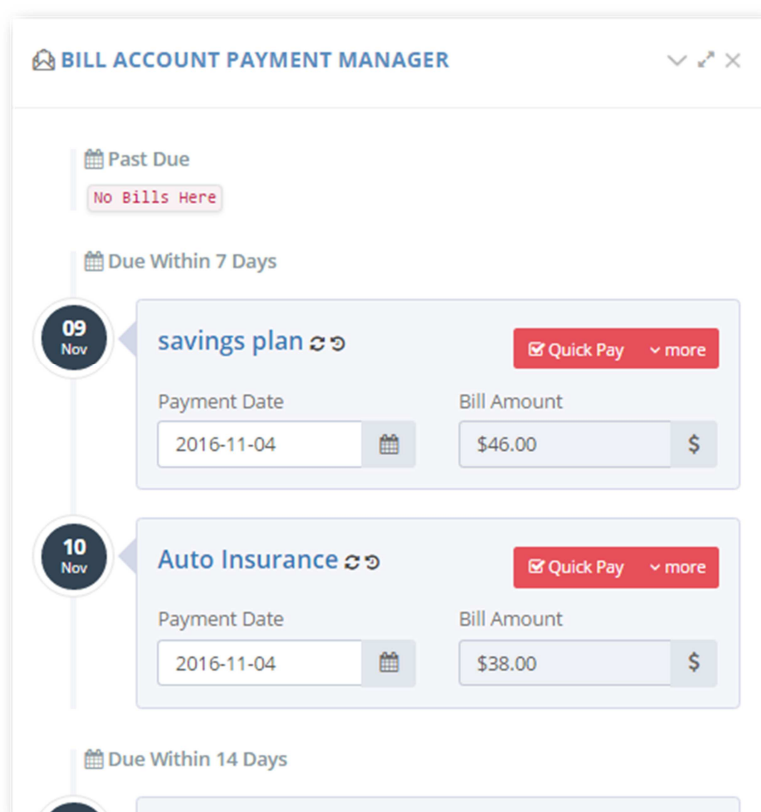 BILL ACCOUNT PAYMENT MANAGER
Past Due
No Bills Here
Due Within 7 Days
09
Nov
savings plan
Quick Pay
more
Payment Date
Bill Amount
2016-11-04
$46.00
$
10
Nov
Auto Insurance
Quick Pay
more
Payment Date
Bill Amount
2016-11-04
$38.00
$
Due Within 14 Days